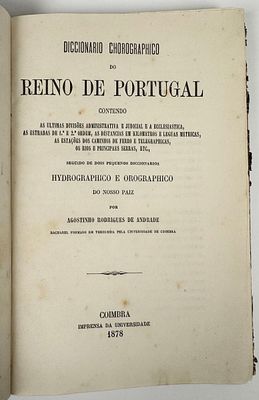 DICCIONARIO CHOROGRAPHICO
DO
REINO DE PORTUGAL
CONTENDO
AS ULTIMAS DIVISÕES ADMINISTRATIVA E JUDICIAL E A ECCLESIASTICA,
AS ESTRADAS DE 1.ª E 2.ª ORDEM, AS DISTANCIAS EM KILOMETROS E LEGUAS METRICAS,
AS ESTAÇÕES DOS CAMINHOS DE FERRO E TELEGRAPHICAS,
OS RIOS E PRINCIPAES SERRAS, ETC.,
SEGUIDO DE DOIS PEQUENOS DICCIONARIOS
HYDROGRAPHICO E OROGRAPHICO
DO NOSSO PAIZ
POR
AGOSTINHO RODRIGUES DE ANDRADE
BACHAREL FORMADO EM THEOLOGIA PELA UNIVERSIDADE DE COIMBRA
COIMBRA
IMPRENSA DA UNIVERSIDADE
1878